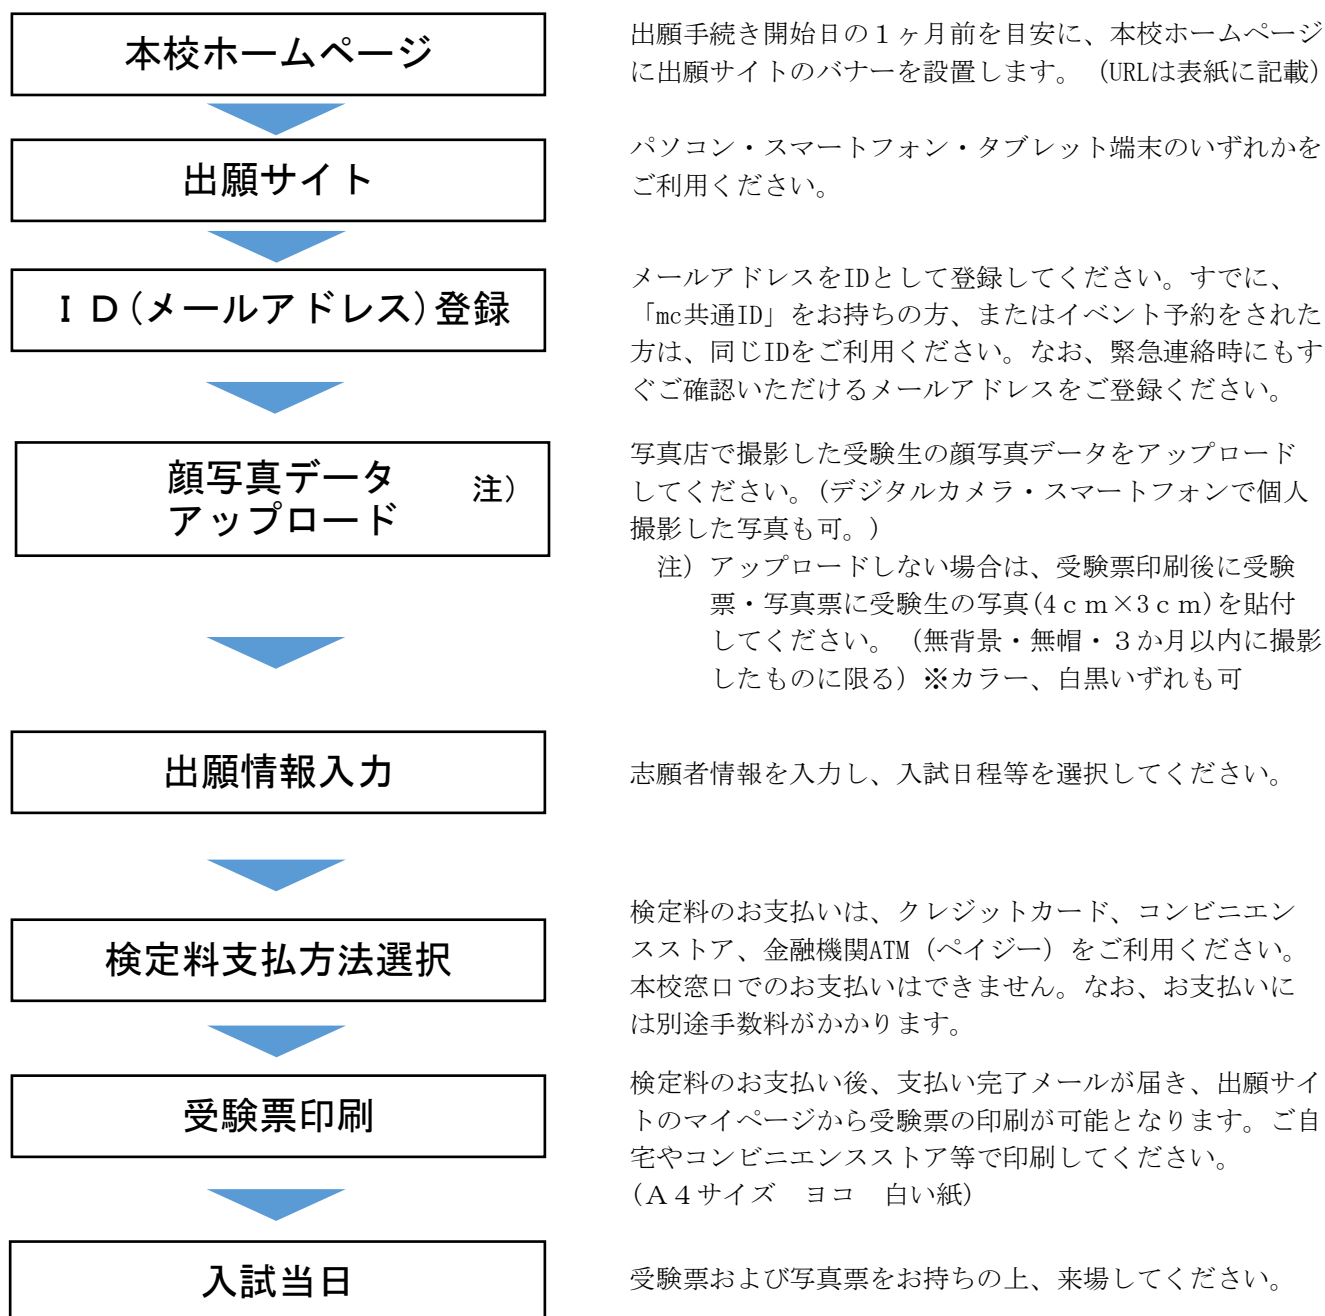 本校ホームページ
出願手続き開始日の１ヶ月前を目安に、本校ホームページ
に出願サイトのバナーを設置します。（URLは表紙に記載）
出願サイト
パソコン・スマートフォン・タブレット端末のいずれかを
ご利用ください。
ＩＤ(メールアドレス)登録
メールアドレスをIDとして登録してください。すでに、
「mc共通ID」をお持ちの方、またはイベント予約をされた
方は、同じIDをご利用ください。なお、緊急連絡時にもす
ぐご確認いただけるメールアドレスをご登録ください。
顔写真データ
アップロード
注）
写真店で撮影した受験生の顔写真データをアップロード
してください。(デジタルカメラ・スマートフォンで個人
撮影した写真も可。)
注）アップロードしない場合は、受験票印刷後に受験
票・写真票に受験生の写真(4ｃｍ×3ｃｍ)を貼付
してください。（無背景・無帽・３か月以内に撮影
したものに限る）※カラー、白黒いずれも可
出願情報入力
志願者情報を入力し、入試日程等を選択してください。
検定料支払方法選択
検定料のお支払いは、クレジットカード、コンビニエン
スストア、金融機関ATM（ペイジー）をご利用ください。
本校窓口でのお支払いはできません。なお、お支払いに
は別途手数料がかかります。
受験票印刷
検定料のお支払い後、支払い完了メールが届き、出願サイ
トのマイページから受験票の印刷が可能となります。ご自
宅やコンビニエンスストア等で印刷してください。
(Ａ４サイズ　ヨコ　白い紙)
入試当日
受験票および写真票をお持ちの上、来場してください。